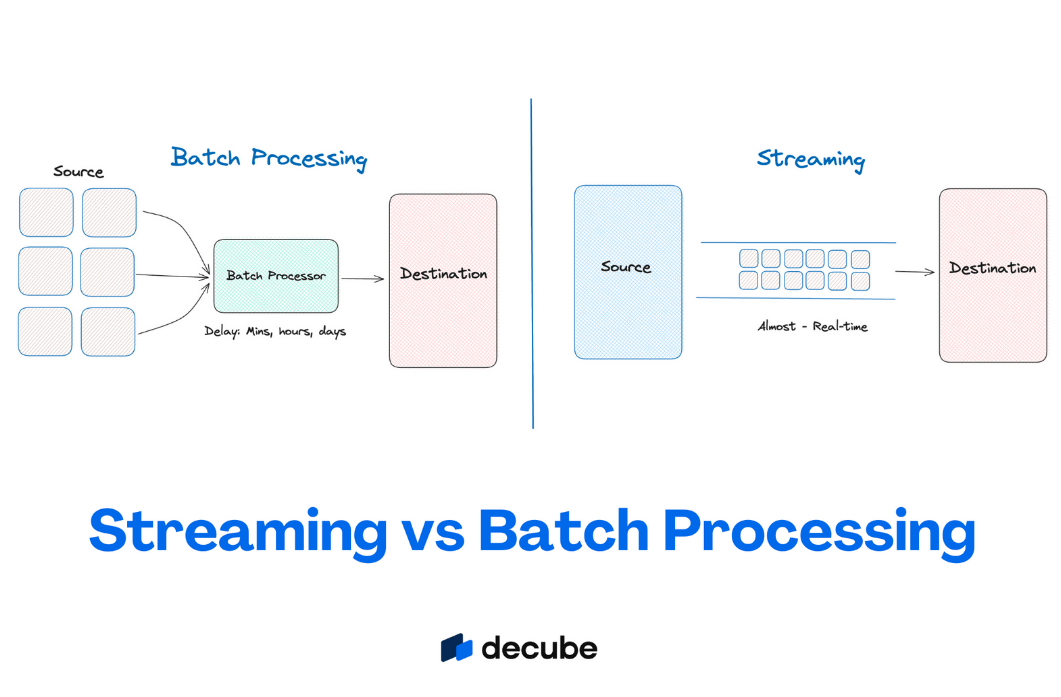 Batch Processing
Source
Batch Processor
Destination
Delay: Mins, hours, days
Streaming
Source
Destination
Almost - Real-time
Streaming vs Batch Processing
decube